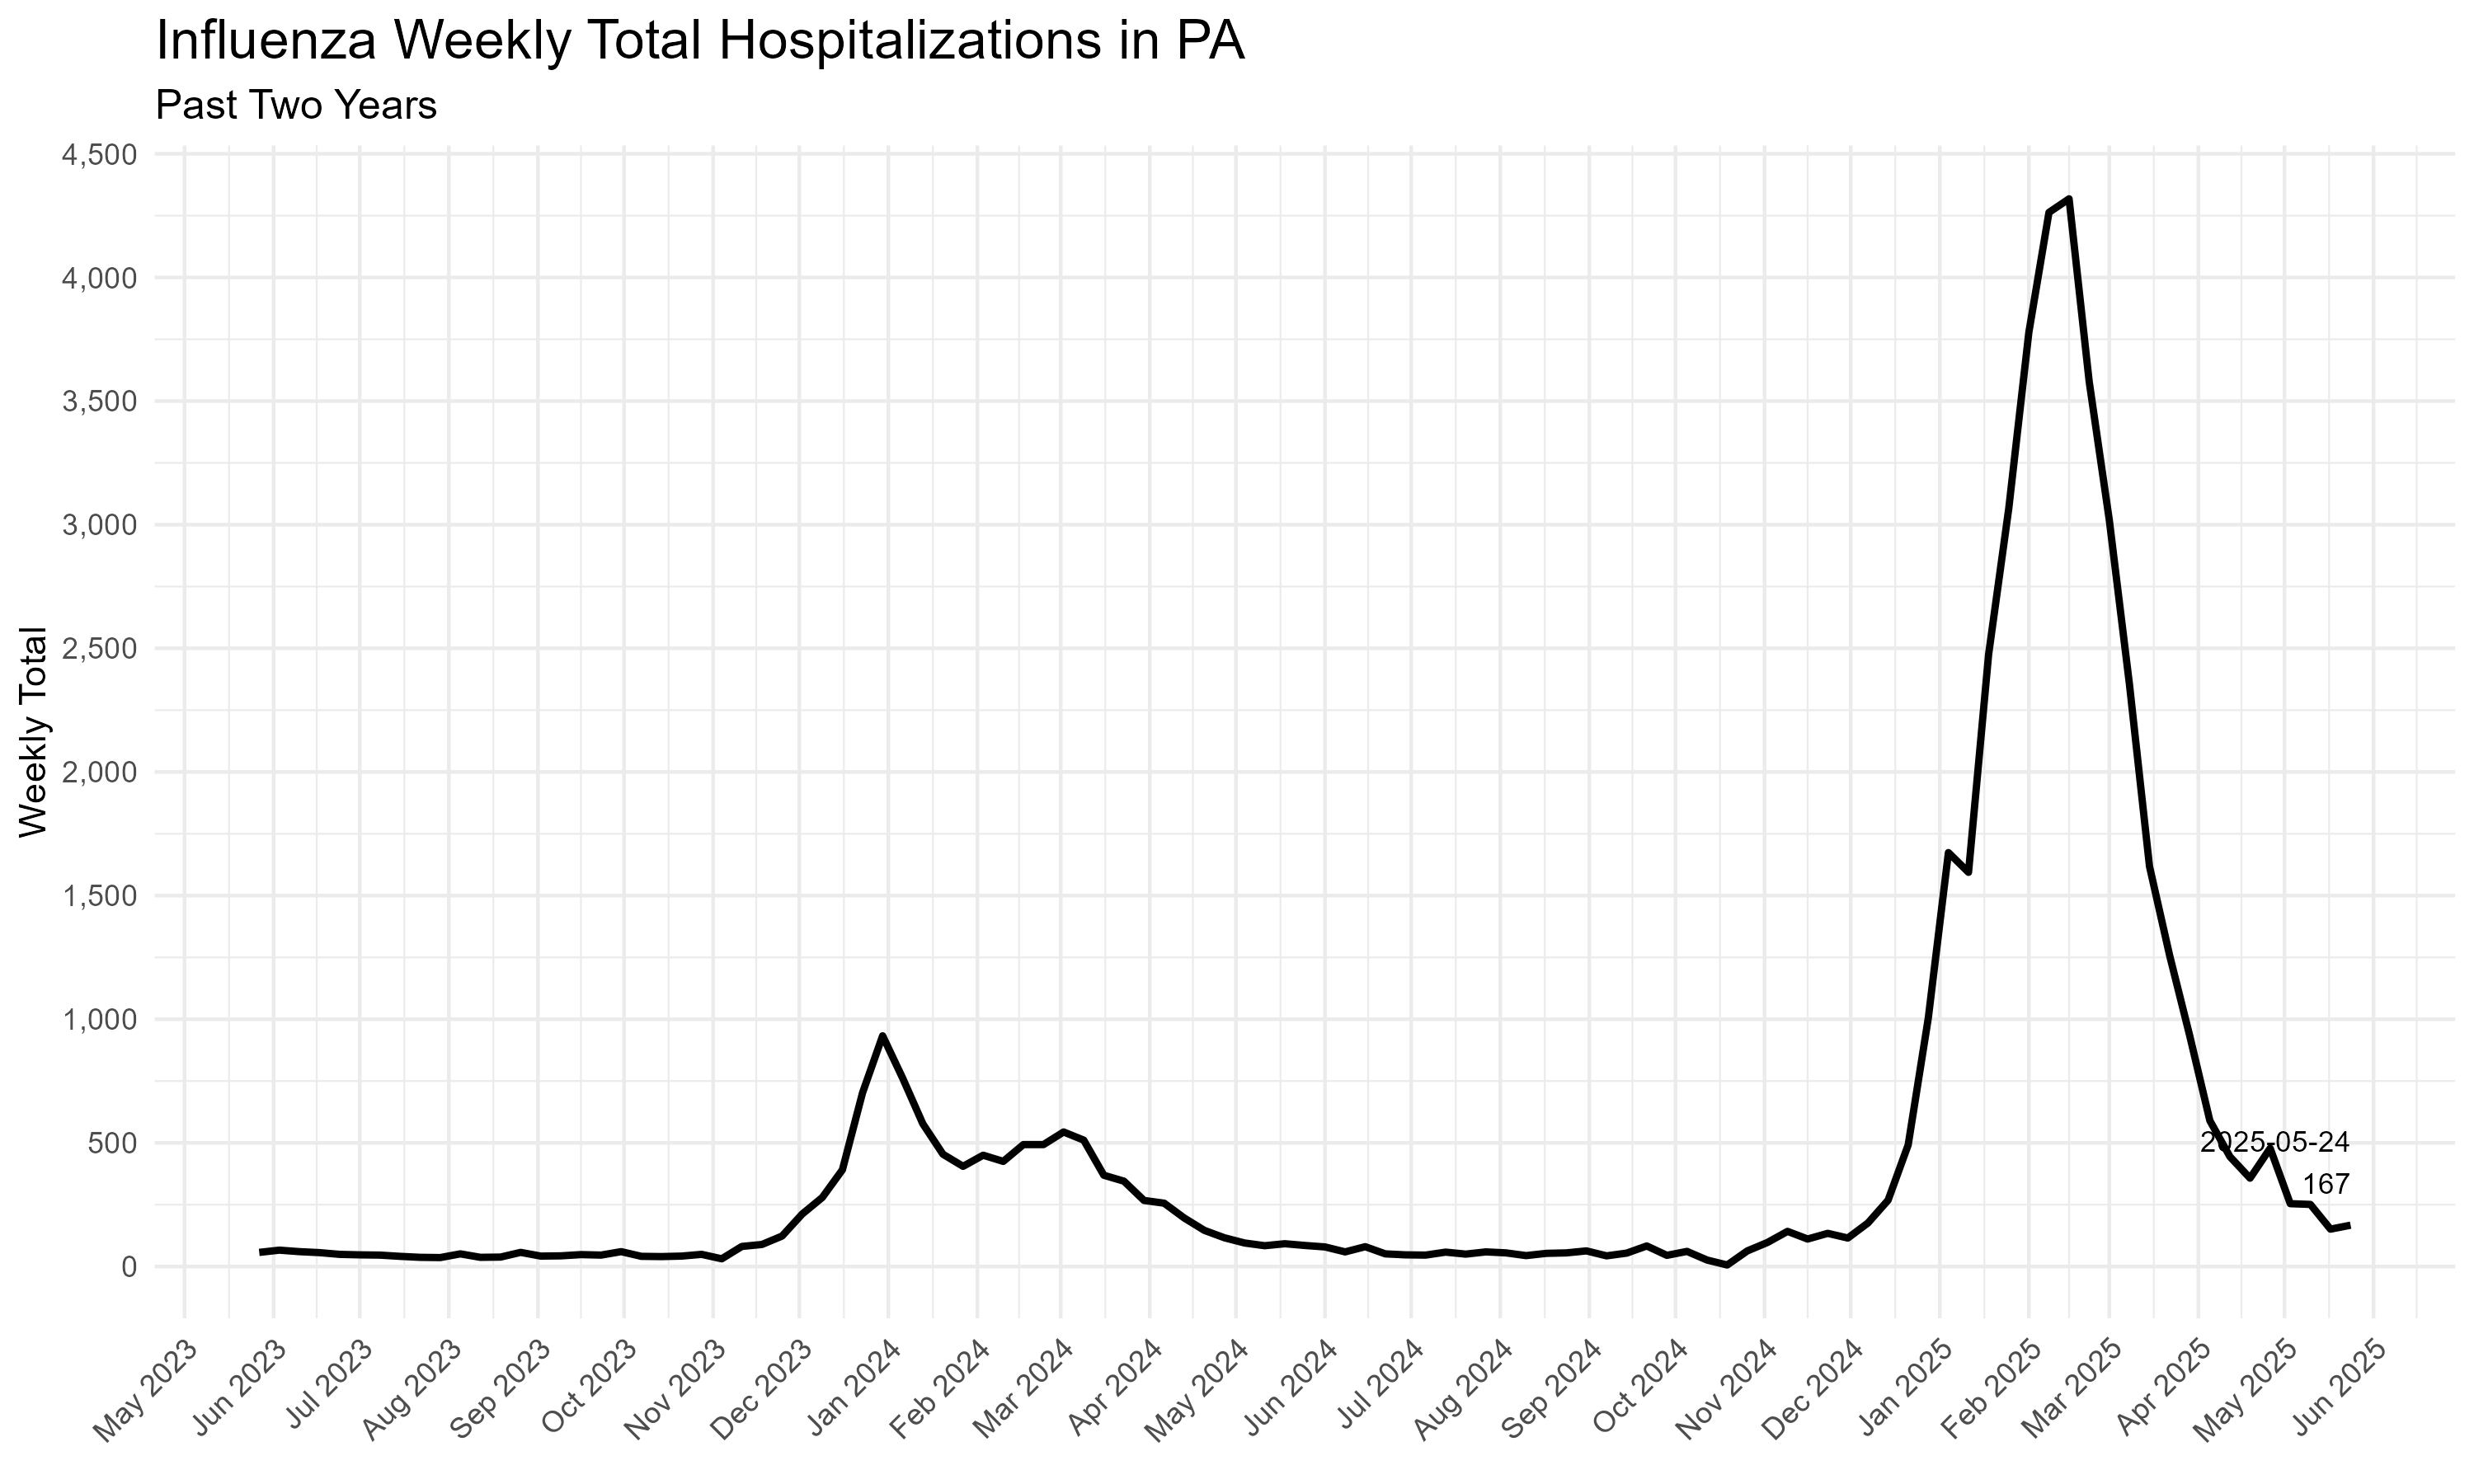 Influenza Weekly Total Hospitalizations in PA
Past Two Years
4,500
4,000
3,500
3,000
2,500
2,000
1,500
1,000
500
0
Weekly Total
2025-05-24
167
May 2023
Jun 2023
Jul 2023
Aug 2023
Sep 2023
Oct 2023
Nov 2023
Dec 2023
Jan 2024
Feb 2024
Mar 2024
Apr 2024
May 2024
Jun 2024
Jul 2024
Aug 2024
Sep 2024
Oct 2024
Nov 2024
Dec 2024
Jan 2025
Feb 2025
Mar 2025
Apr 2025
May 2025
Jun 2025